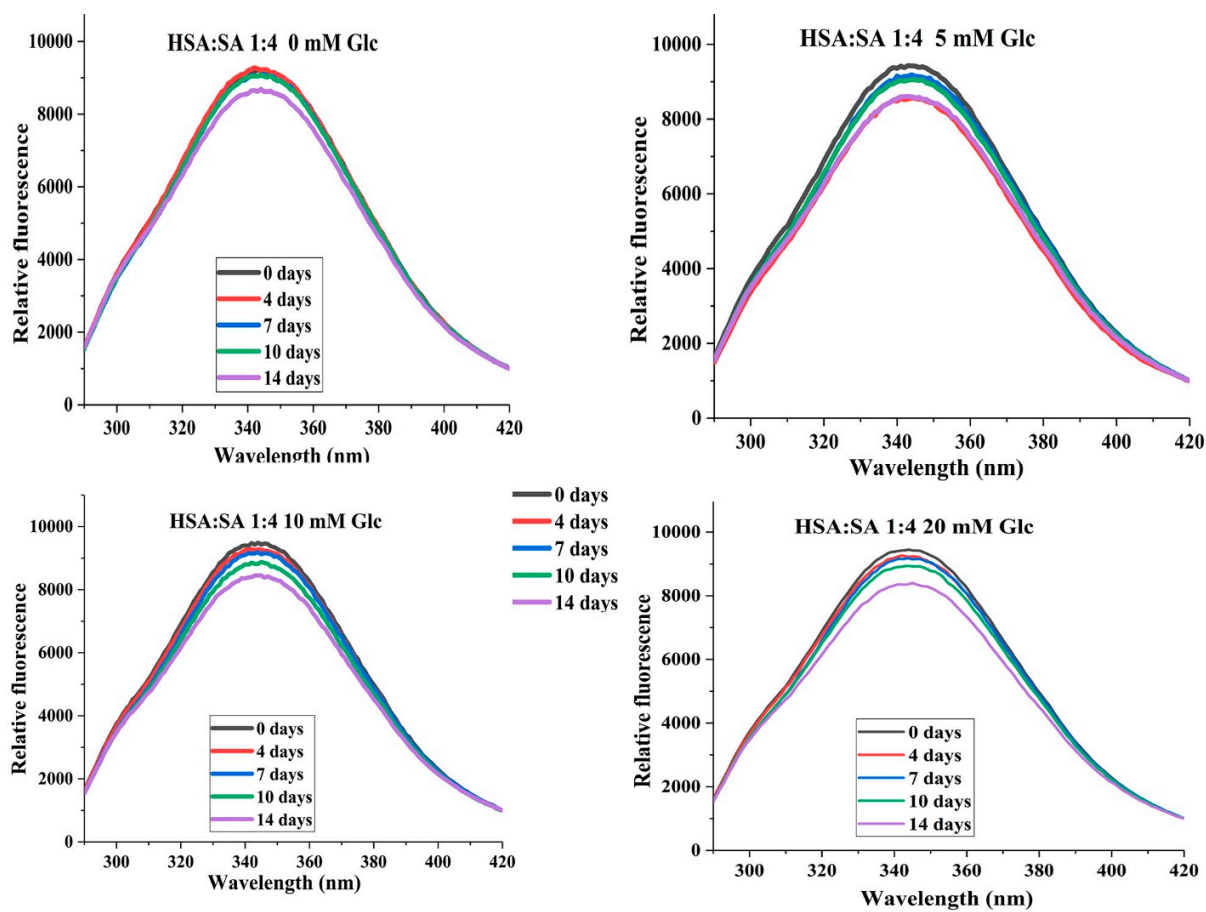 HSA:SA 1:4 0 mM Glc
10000
8000
6000
4000
2000
0
Relative fluorescence
0 days
4 days
7 days
10 days
14 days
300 320 340 360 380 400 420
Wavelength (nm)
HSA:SA 1:4 5 mM Glc
10000
8000
6000
4000
2000
0
Relative fluorescence
300 320 340 360 380 400 420
Wavelength (nm)
0 days
4 days
7 days
10 days
14 days
HSA:SA 1:4 10 mM Glc
10000
8000
6000
4000
2000
0
Relative fluorescence
0 days
4 days
7 days
10 days
14 days
300 320 340 360 380 400 420
Wavelength (nm)
HSA:SA 1:4 20 mM Glc
10000
8000
6000
4000
2000
0
Relative fluorescence
0 days
4 days
7 days
10 days
14 days
300 320 340 360 380 400 420
Wavelength (nm)